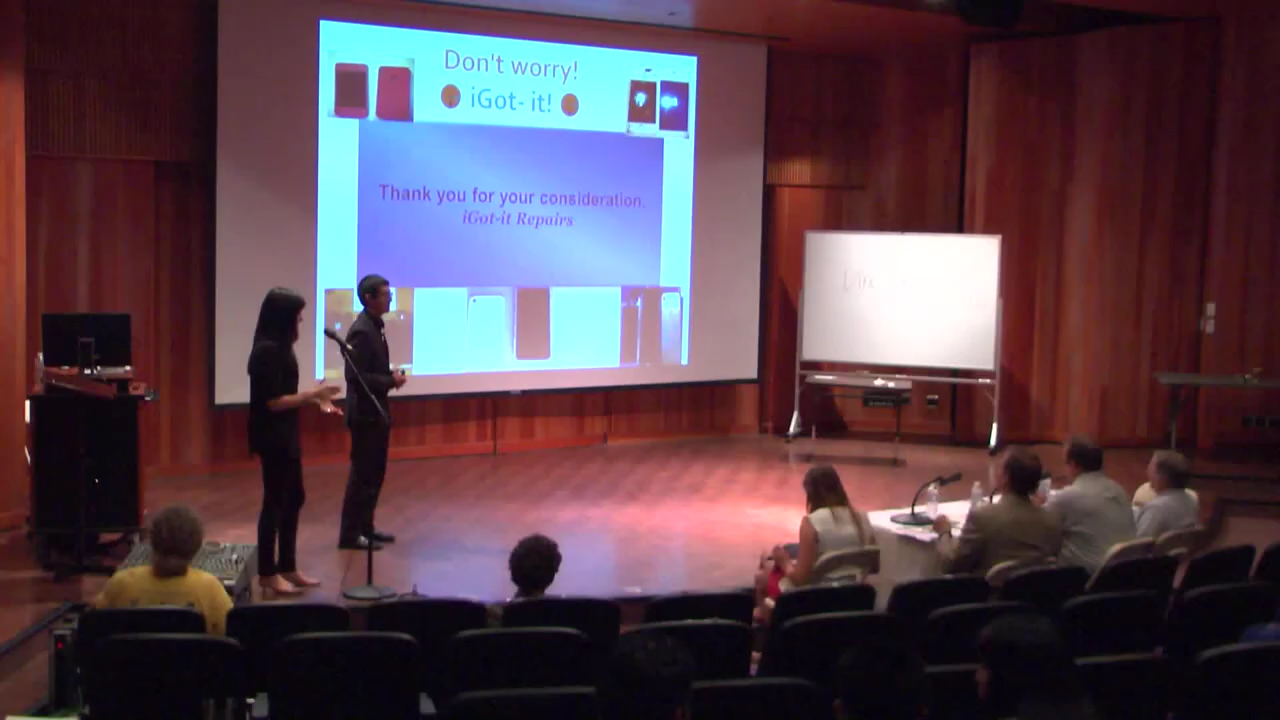 Don't worry!
iGot- it!
Thank you for your consideration.
iGot-it Repairs